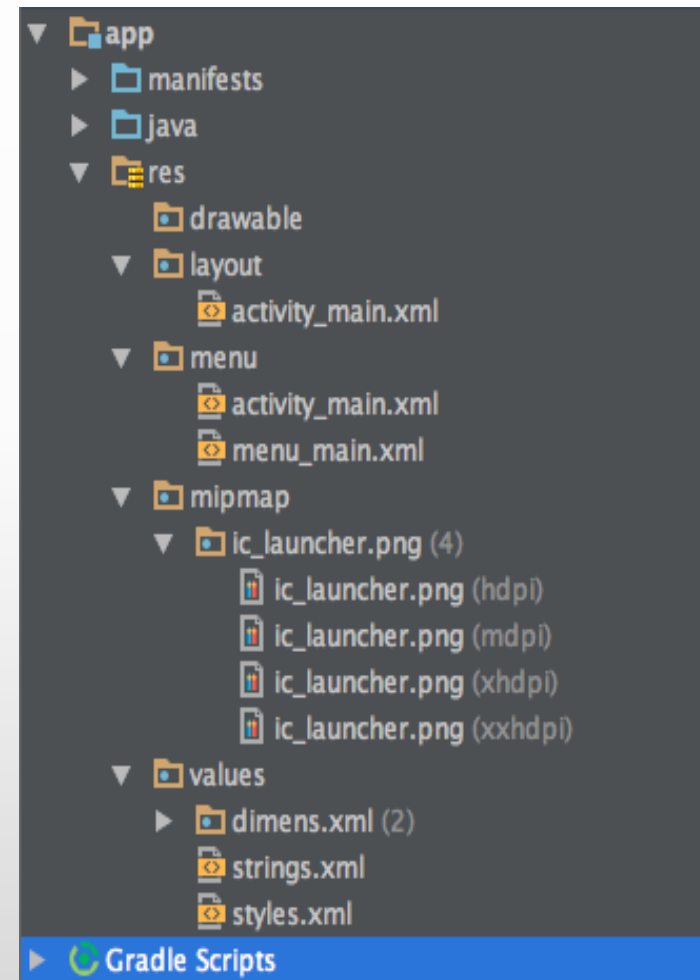 app
manifests
java
res
drawable
layout
activity_main.xml
menu
activity_main.xml
menu_main.xml
mipmap
ic_launcher.png (4)
ic_launcher.png (hdpi)
ic_launcher.png (mdpi)
ic_launcher.png (xhdpi)
ic_launcher.png (xxhdpi)
values
dimens.xml (2)
strings.xml
styles.xml
Gradle Scripts